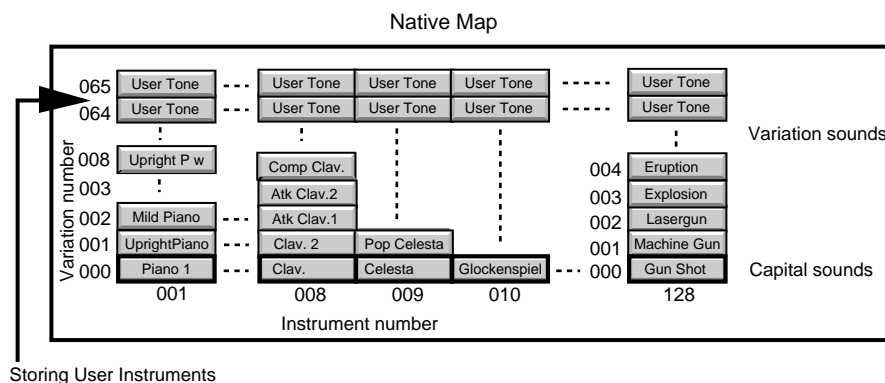 Native Map
065 User Tone User Tone User Tone User Tone User Tone
064 User Tone User Tone User Tone User Tone User Tone
Variation sounds
008 Upright P w Comp Clav. 004 Eruption
003 Atk Clav.2 003 Explosion
002 Mild Piano Atk Clav.1 002 Lasergun
001 UprightPiano Clav. 2 Pop Celesta 001 Machine Gun
000 Piano 1 Clav. Celesta Glockenspiel 000 Gun Shot Capital sounds
Variation number
001 008 009 010 128
Instrument number
Storing User Instruments